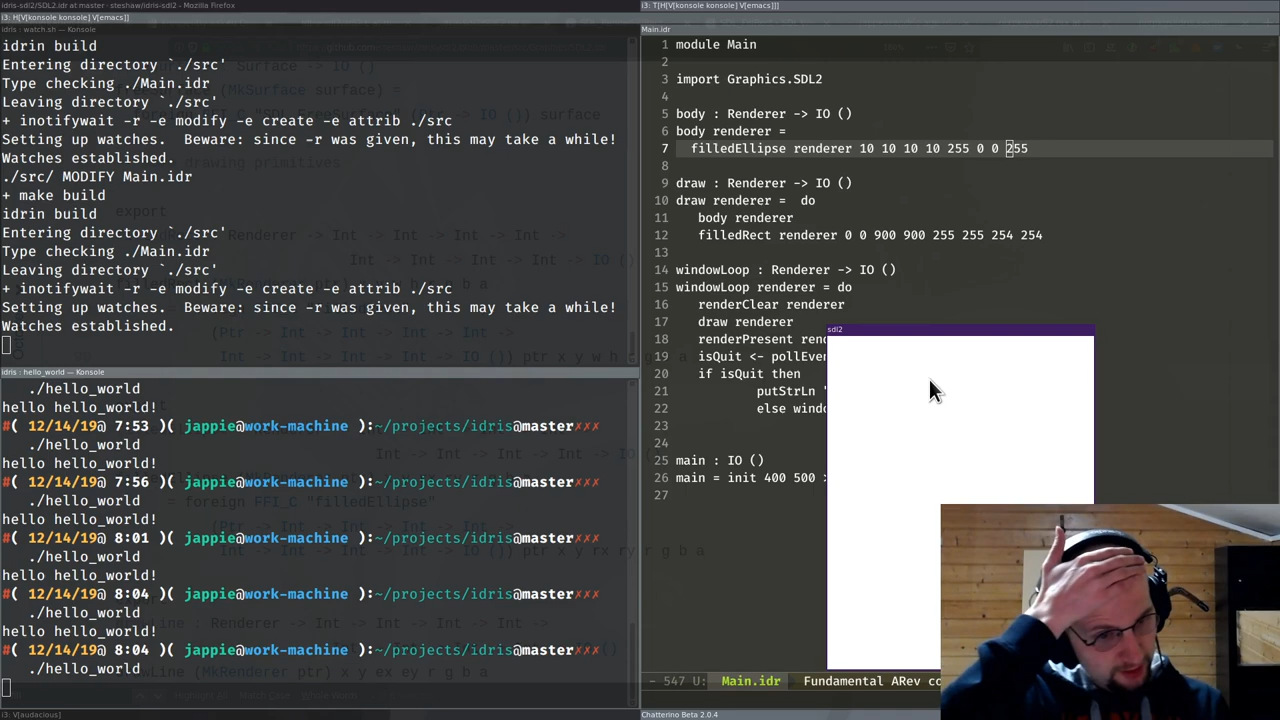 idris-sdl2/SDL2.idr at master · steshaw/idris-sdl2 - Mozilla Firefox
i3: H[V[konsole konsole] V[emacs]]
idris : watch.sh — Konsole
idrin build
Entering directory `./src'
Type checking ./Main.idr
Leaving directory `./src'
+ inotifywait -r -e modify -e create -e attrib ./src
Setting up watches.  Beware: since -r was given, this may take a while!
Watches established.
./src/ MODIFY Main.idr
+ make build
idrin build
Entering directory `./src'
Type checking ./Main.idr
Leaving directory `./src'
+ inotifywait -r -e modify -e create -e attrib ./src
Setting up watches.  Beware: since -r was given, this may take a while!
Watches established.
idris : hello_world — Konsole
./hello_world
hello hello_world!
#( 12/14/19@ 7:53 )( jappie@work-machine ):~/projects/idris@master✗✗✗
./hello_world
hello hello_world!
#( 12/14/19@ 7:56 )( jappie@work-machine ):~/projects/idris@master✗✗✗
./hello_world
hello hello_world!
#( 12/14/19@ 8:01 )( jappie@work-machine ):~/projects/idris@master✗✗✗
./hello_world
hello hello_world!
#( 12/14/19@ 8:04 )( jappie@work-machine ):~/projects/idris@master✗✗✗
./hello_world
hello hello_world!
#( 12/14/19@ 8:04 )( jappie@work-machine ):~/projects/idris@master✗✗✗
./hello_world
i3: V[audacious]
i3: T[H[V[konsole konsole] V[emacs]]]
Main.idr
1 module Main
2
3 import Graphics.SDL2
4
5 body : Renderer -> IO ()
6 body renderer =
7   filledEllipse renderer 10 10 10 10 255 0 0 255
8
9 draw : Renderer -> IO ()
10 draw renderer =  do
11    body renderer
12    filledRect renderer 0 0 900 900 255 255 254 254
13
14 windowLoop : Renderer -> IO ()
15 windowLoop renderer = do
16    renderClear renderer
17    draw renderer
18    renderPresent rend
19    isQuit <- pollEven
20    if isQuit then
21            putStrLn '
22            else windo
23
24
25 main : IO ()
26 main = init 400 500 >
27
sdl2
- 547 U:  Main.idr  Fundamental ARev co
Chatterino Beta 2.0.4